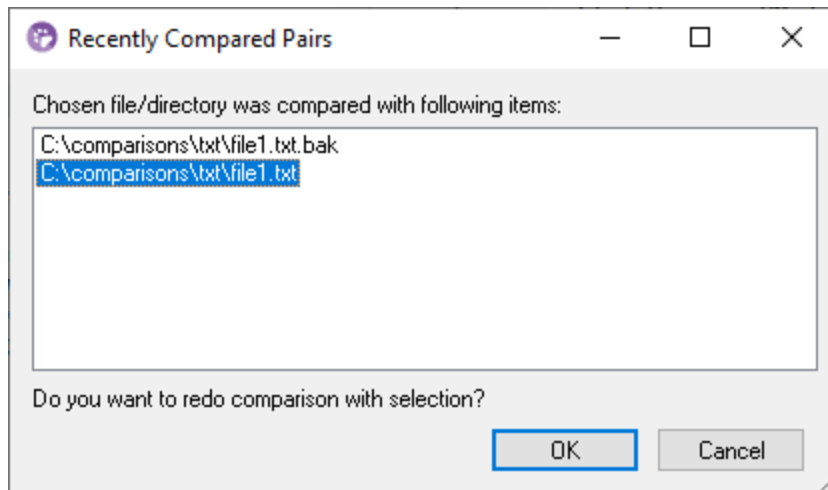 Recently Compared Pairs
Chosen file/directory was compared with following items:
C:\comparisons\txt\file1.txt.bak
C:\comparisons\txt\file1.txt
Do you want to redo comparison with selection?
OK
Cancel